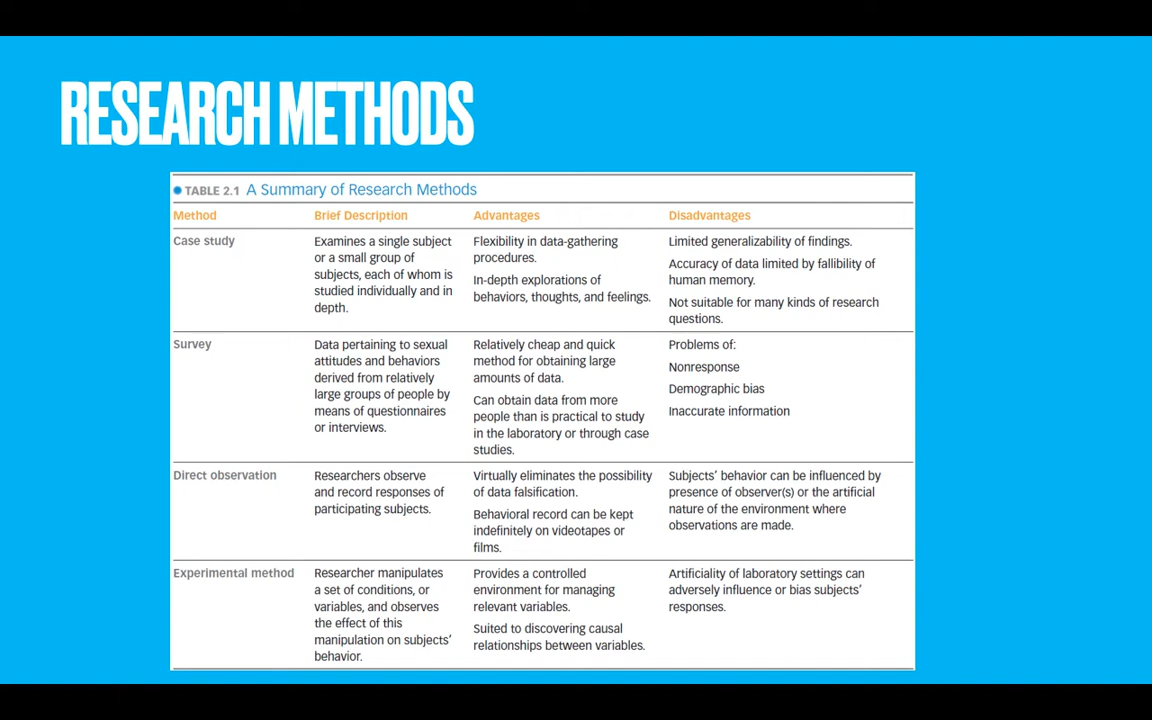 RESEARCH METHODS
TABLE 2.1 A Summary of Research Methods
Method Brief Description Advantages Disadvantages
Case study
Examines a single subject
or a small group of
subjects, each of whom is
studied individually and in
depth.
Flexibility in data-gathering
procedures.
In-depth explorations of
behaviors, thoughts, and feelings.
Limited generalizability of findings.
Accuracy of data limited by fallibility of
human memory.
Not suitable for many kinds of research
questions.
Survey
Data pertaining to sexual
attitudes and behaviors
derived from relatively
large groups of people by
means of questionnaires
or interviews.
Relatively cheap and quick
method for obtaining large
amounts of data.
Can obtain data from more
people than is practical to study
in the laboratory or through case
studies.
Problems of:
Nonresponse
Demographic bias
Inaccurate information
Direct observation
Researchers observe
and record responses of
participating subjects.
Virtually eliminates the possibility
of data falsification.
Behavioral record can be kept
indefinitely on videotapes or
films.
Subjects' behavior can be influenced by
presence of observer(s) or the artificial
nature of the environment where
observations are made.
Experimental method
Researcher manipulates
a set of conditions, or
variables, and observes
the effect of this
manipulation on subjects'
behavior.
Provides a controlled
environment for managing
relevant variables.
Suited to discovering causal
relationships between variables.
Artificiality of laboratory settings can
adversely influence or bias subjects'
responses.